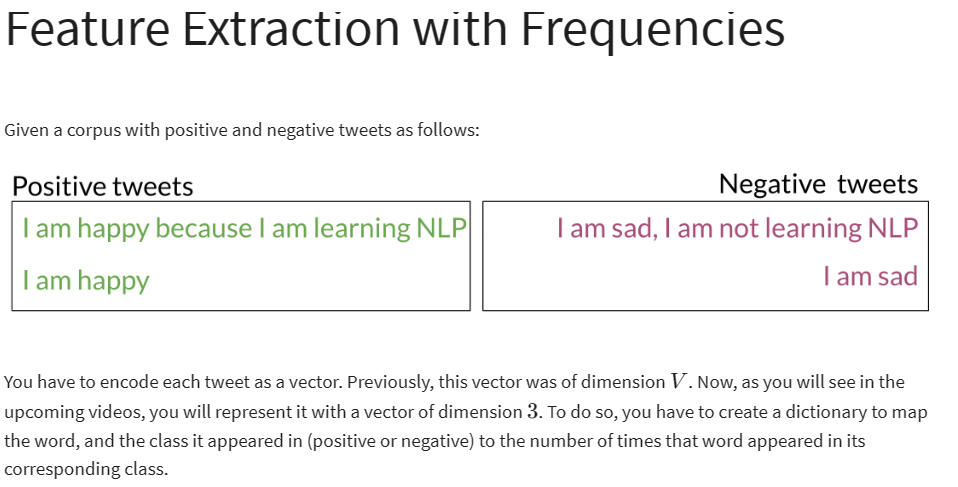 Feature Extraction with Frequencies
Given a corpus with positive and negative tweets as follows:
Positive tweets
I am happy because I am learning NLP
I am happy
Negative tweets
I am sad, I am not learning NLP
I am sad
You have to encode each tweet as a vector. Previously, this vector was of dimension V. Now, as you will see in the
upcoming videos, you will represent it with a vector of dimension 3. To do so, you have to create a dictionary to map
the word, and the class it appeared in (positive or negative) to the number of times that word appeared in its
corresponding class.